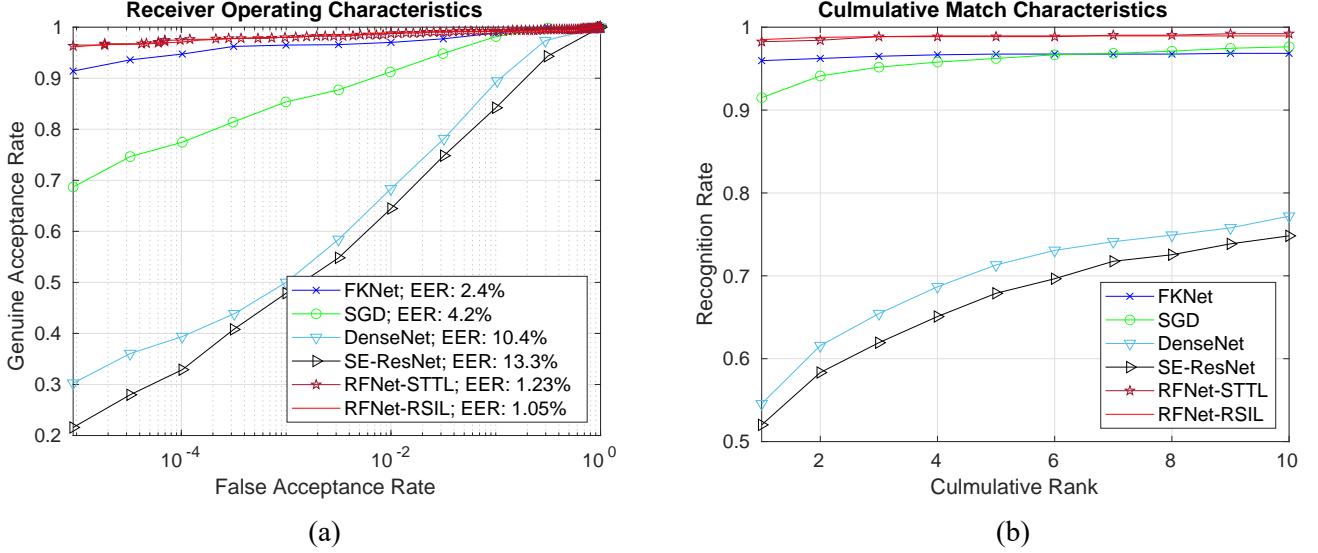 Receiver Operating Characteristics
1
0.9
0.8
0.7
0.6
0.5
0.4
0.3
0.2
Genuine Acceptance Rate
FKNet; EER: 2.4%
SGD; EER: 4.2%
DenseNet; EER: 10.4%
SE-ResNet; EER: 13.3%
RFNet-STTL; EER: 1.23%
RFNet-RSIL; EER: 1.05%
10^-4
10^-2
10^0
False Acceptance Rate
(a)
Culmulative Match Characteristics
1
0.9
0.8
0.7
0.6
0.5
Recognition Rate
FKNet
SGD
DenseNet
SE-ResNet
RFNet-STTL
RFNet-RSIL
2
4
6
8
10
Culmulative Rank
(b)